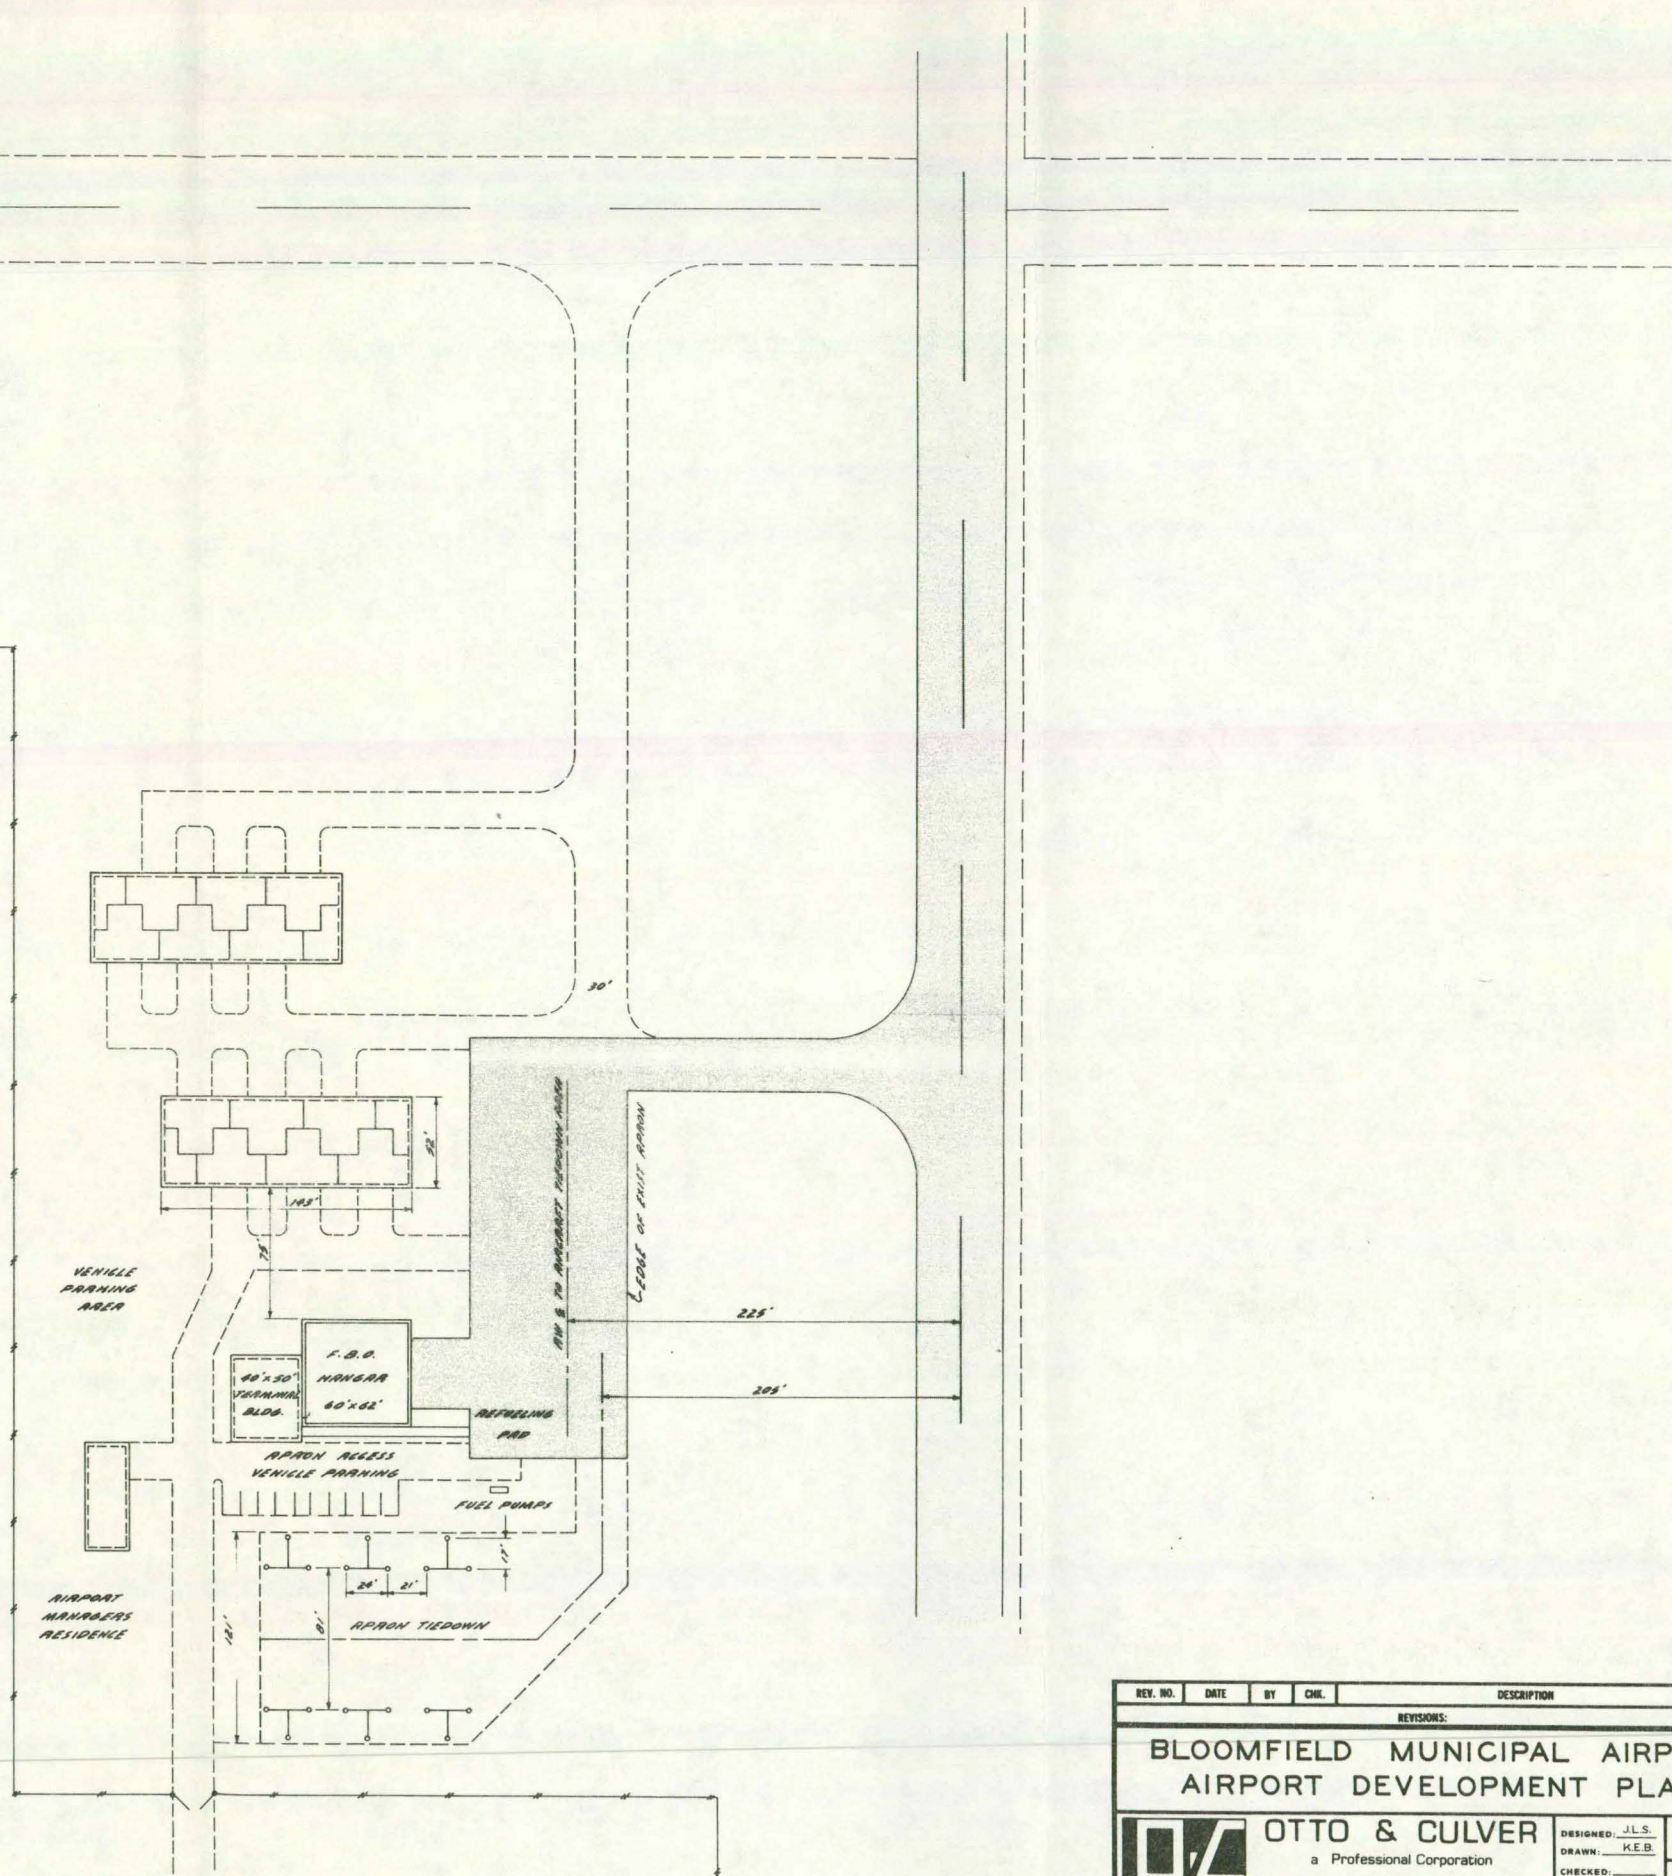 30'
RW ℄ TO AIRCRAFT TIEDOWN AREA
EDGE OF EXIST APRON
52'
143'
75'
VEHICLE
PARKING
AREA
225'
F.B.O.
HANGAR
60'x62'
40'x50'
TERMINAL
BLDG.
205'
REFUELING
PAD
APRON ACCESS
VEHICLE PARKING
FUEL PUMPS
17'
24'
21'
AIRPORT
MANAGERS
RESIDENCE
121'
81'
APRON TIEDOWN
REV. NO. DATE BY CHK. DESCRIPTION
REVISIONS:
BLOOMFIELD MUNICIPAL AIRP
AIRPORT DEVELOPMENT PLA
OTTO & CULVER
a Professional Corporation
DESIGNED: J.L.S.
DRAWN: K.E.B.
CHECKED: